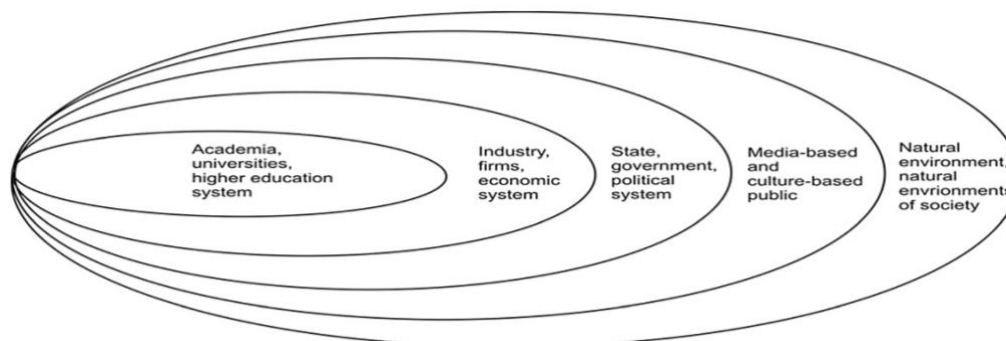 Academia,
universities,
higher education
system
Industry,
firms,
economic
system
State,
government,
political
system
Media-based
and
culture-based
public
Natural
environment,
natural
envrionments
of society